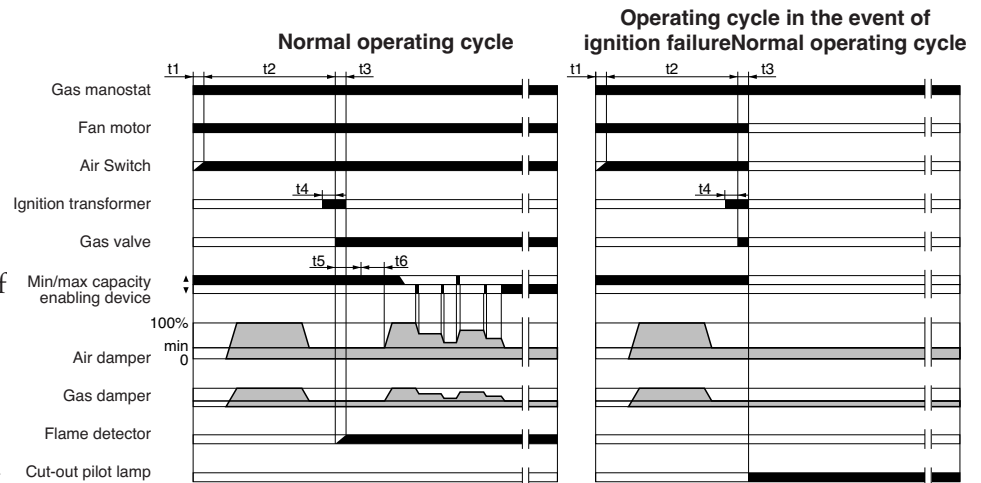 Operating cycle in the event of
Normal operating cycle
ignition failureNormal operating cycle
t1 t2 t3
t1 t2 t3
Gas manostat
Fan motor
Air Switch
t4
t4
Ignition transformer
Gas valve
t5 t6
f
Min/max capacity
enabling device
100%
min
0
Air damper
Gas damper
Flame detector
Cut-out pilot lamp